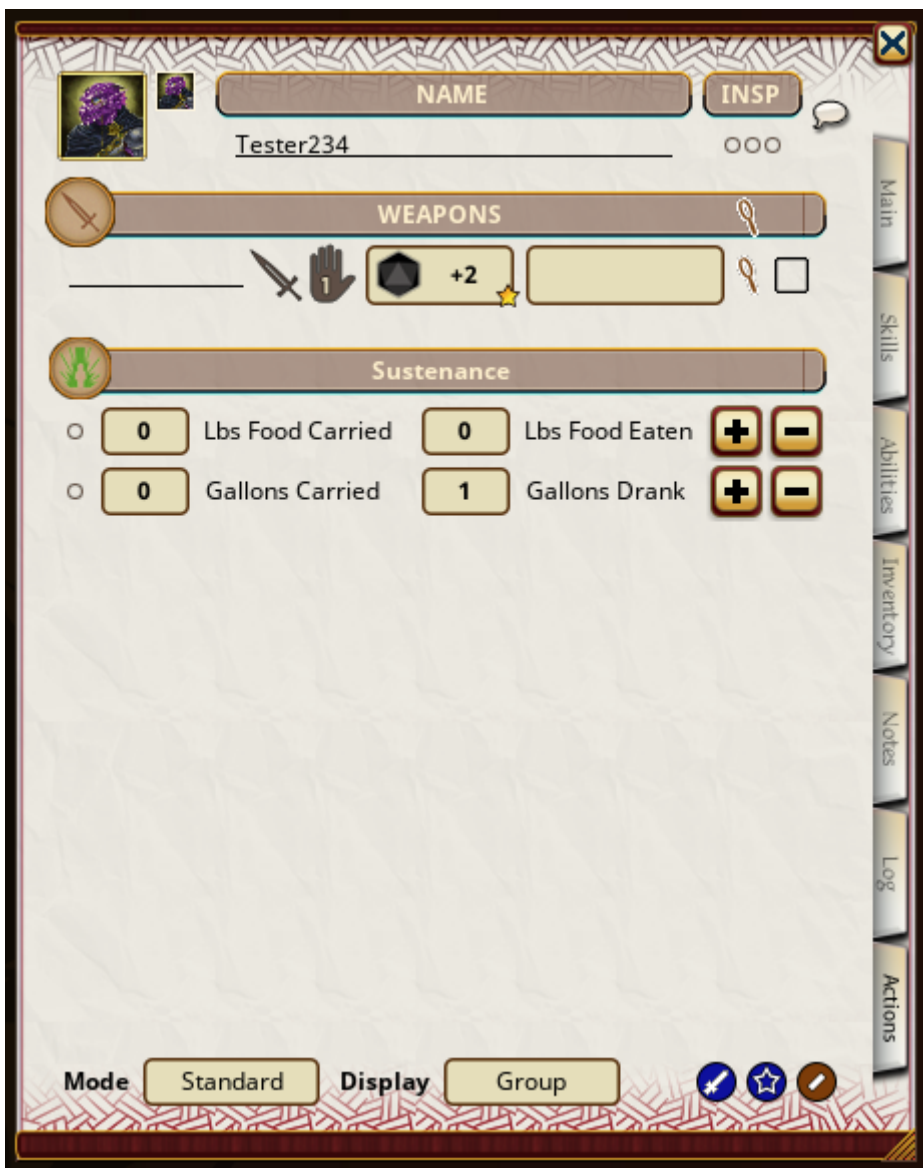 NAME INSP
Tester234
WEAPONS
1 +2
Sustenance
0 Lbs Food Carried 0 Lbs Food Eaten
0 Gallons Carried 1 Gallons Drank
Mode Standard Display Group
Main
Skills
Abilities
Inventory
Notes
Log
Actions